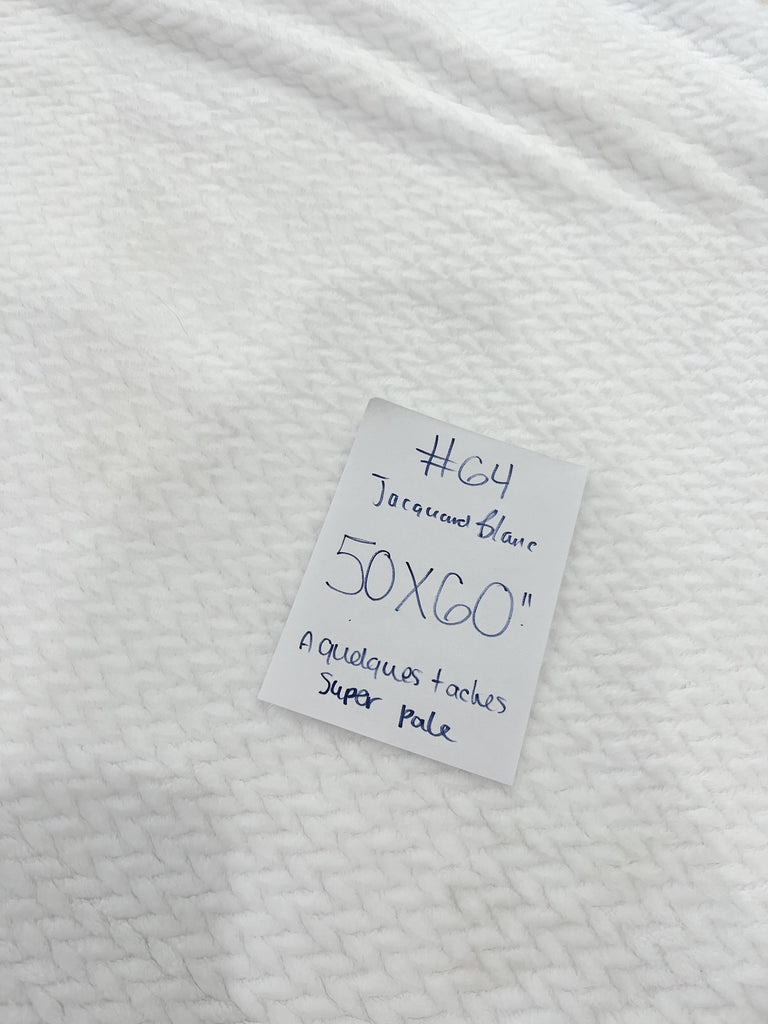 #64
Jacquard blanc
50X60"
A quelques taches
Super Pale